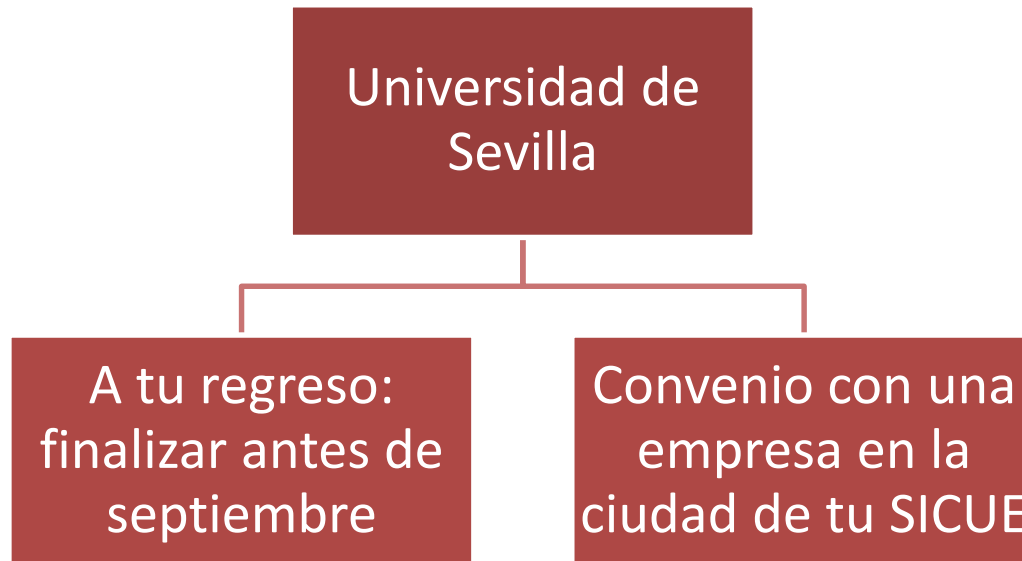 Universidad de
Sevilla
A tu regreso:
finalizar antes de
septiembre
Convenio con una
empresa en la
ciudad de tu SICUE